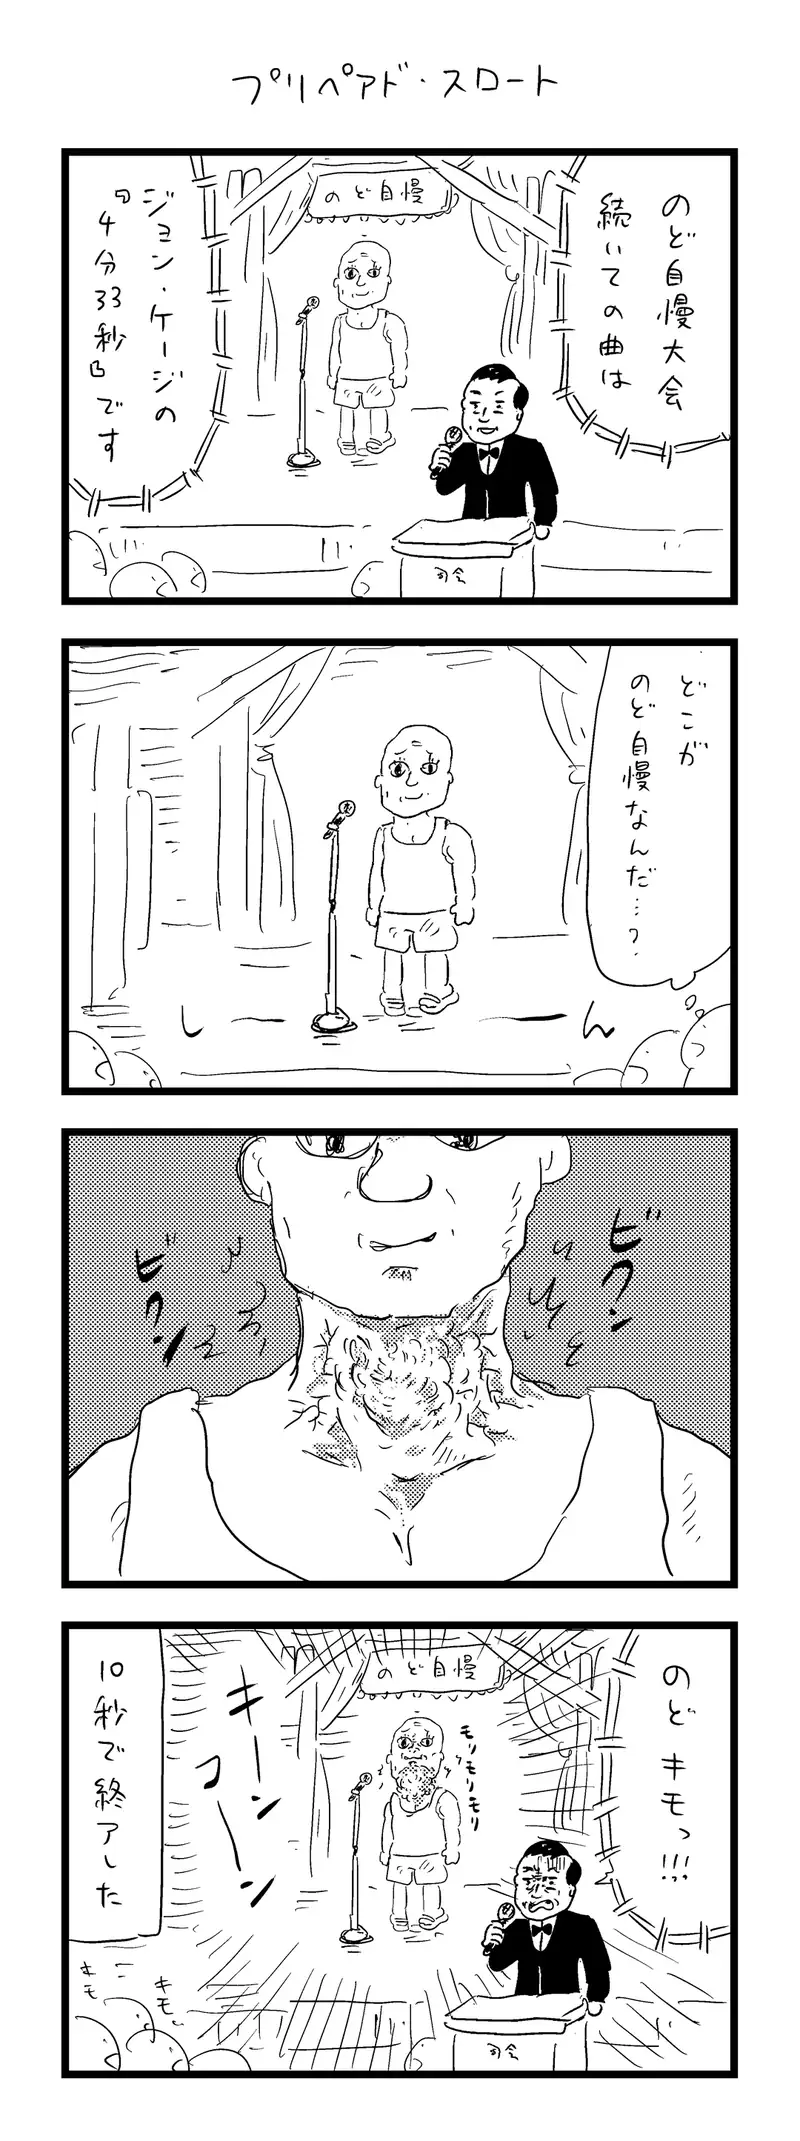 プリペアド・スロート
のど自慢大会
続いての曲は
のど自慢
ジョン・ケージの
『4分33秒』です
司会
どこが
のど自慢なんだ…?
しーーん
ビクン
ビクン
のどキモっ!!!
のど自慢
モリモリモリモリ
キーン
コーン
10秒で終了した
キモ
キモ
司会